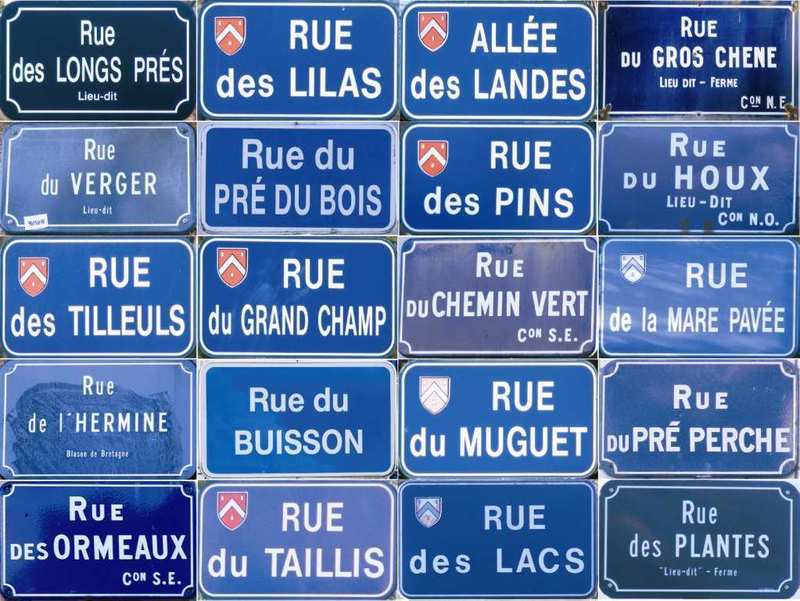 Rue
des LONGS PRÉS
Lieu-dit
RUE
des LILAS
ALLÉE
des LANDES
RUE
DU GROS CHENE
LIEU DIT - FERME
CON N.E
Rue
du VERGER
Lieu-dit
Rue du
PRÉ DU BOIS
RUE
des PINS
RUE
DU HOUX
LIEU-DIT
CON N.O.
RUE
des TILLEULS
RUE
du GRAND CHAMP
RUE
DU CHEMIN VERT
CON S.E.
RUE
de la MARE PAVÉE
Rue
de l'HERMINE
Blason de Bretagne
Rue du
BUISSON
RUE
du MUGUET
RUE
DU PRÉ PERCHE
RUE
DES ORMEAUX
CON S.E.
RUE
du TAILLIS
RUE
des LACS
Rue
des PLANTES
"Lieu-dit" - Ferme